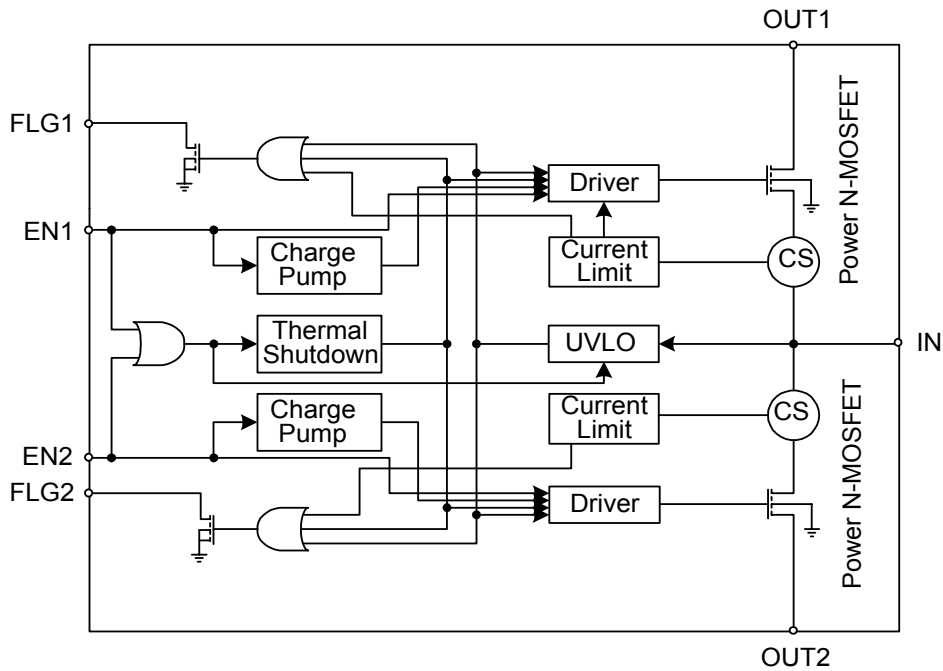 OUT1
FLG1
Driver
Power N-MOSFET
EN1
Charge
Pump
Current
Limit
CS
Thermal
Shutdown
UVLO
IN
Charge
Pump
Current
Limit
CS
EN2
FLG2
Driver
Power N-MOSFET
OUT2